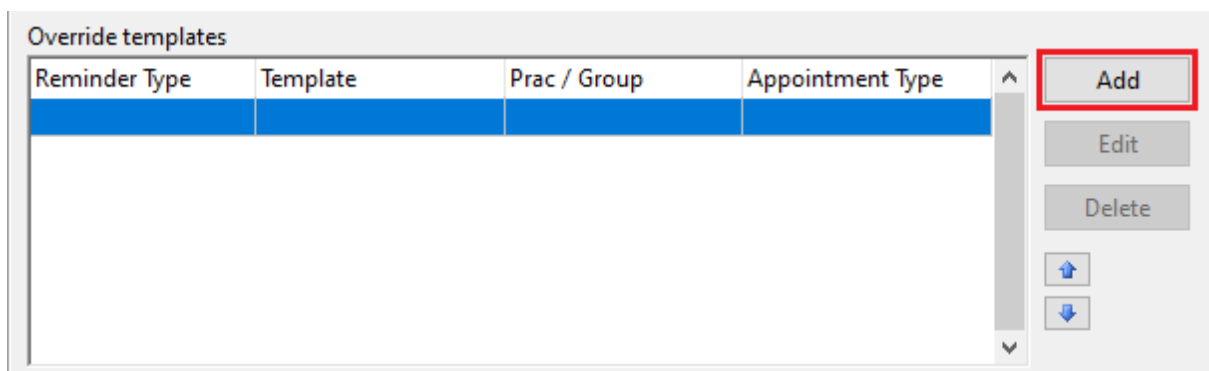 Override templates
Reminder Type Template Prac / Group Appointment Type
Add
Edit
Delete